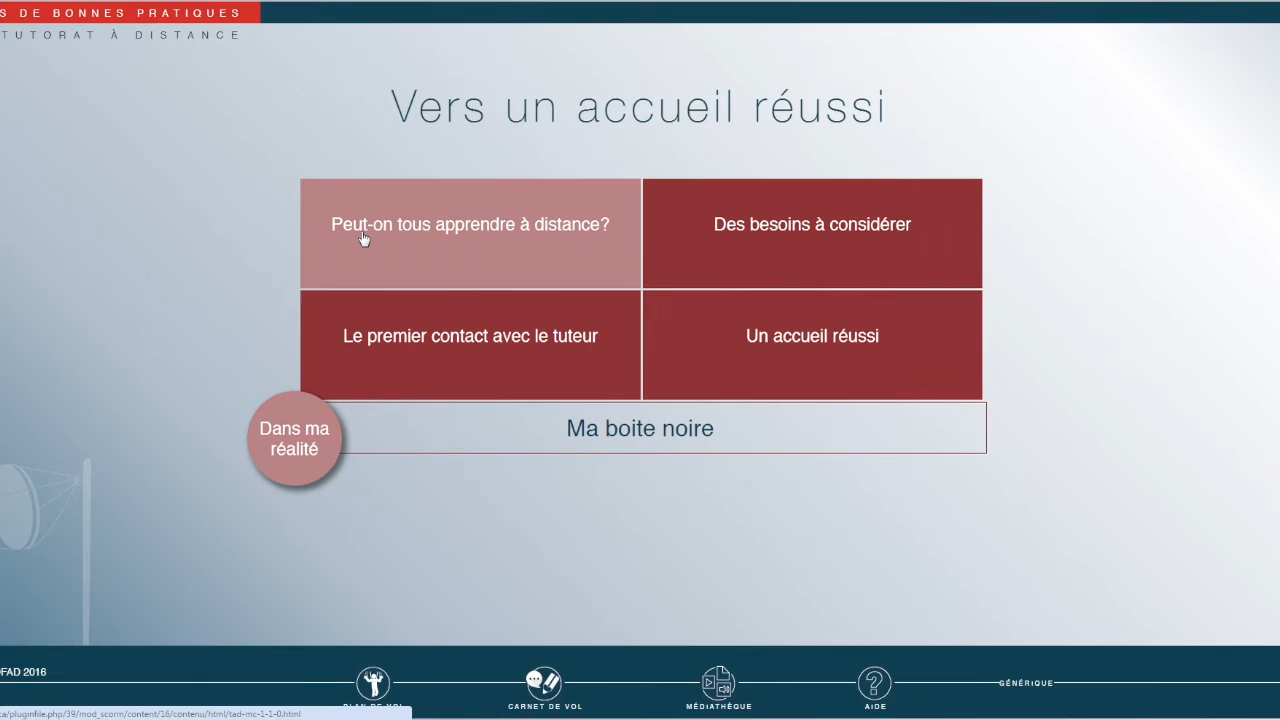 S DE BONNES PRATIQUES
TUTORAT À DISTANCE
Vers un accueil réussi
Peut-on tous apprendre à distance?
Des besoins à considérer
Le premier contact avec le tuteur
Un accueil réussi
Dans ma
réalité
Ma boite noire
FAD 2016
PLAN DE VOL
CARNET DE VOL
MÉDIATHÈQUE
AIDE
GÉNÉRIQUE
ca/pluginfile.php/39/mod_scorm/content/16/contenu/html/tad-mc-1-1-0.html